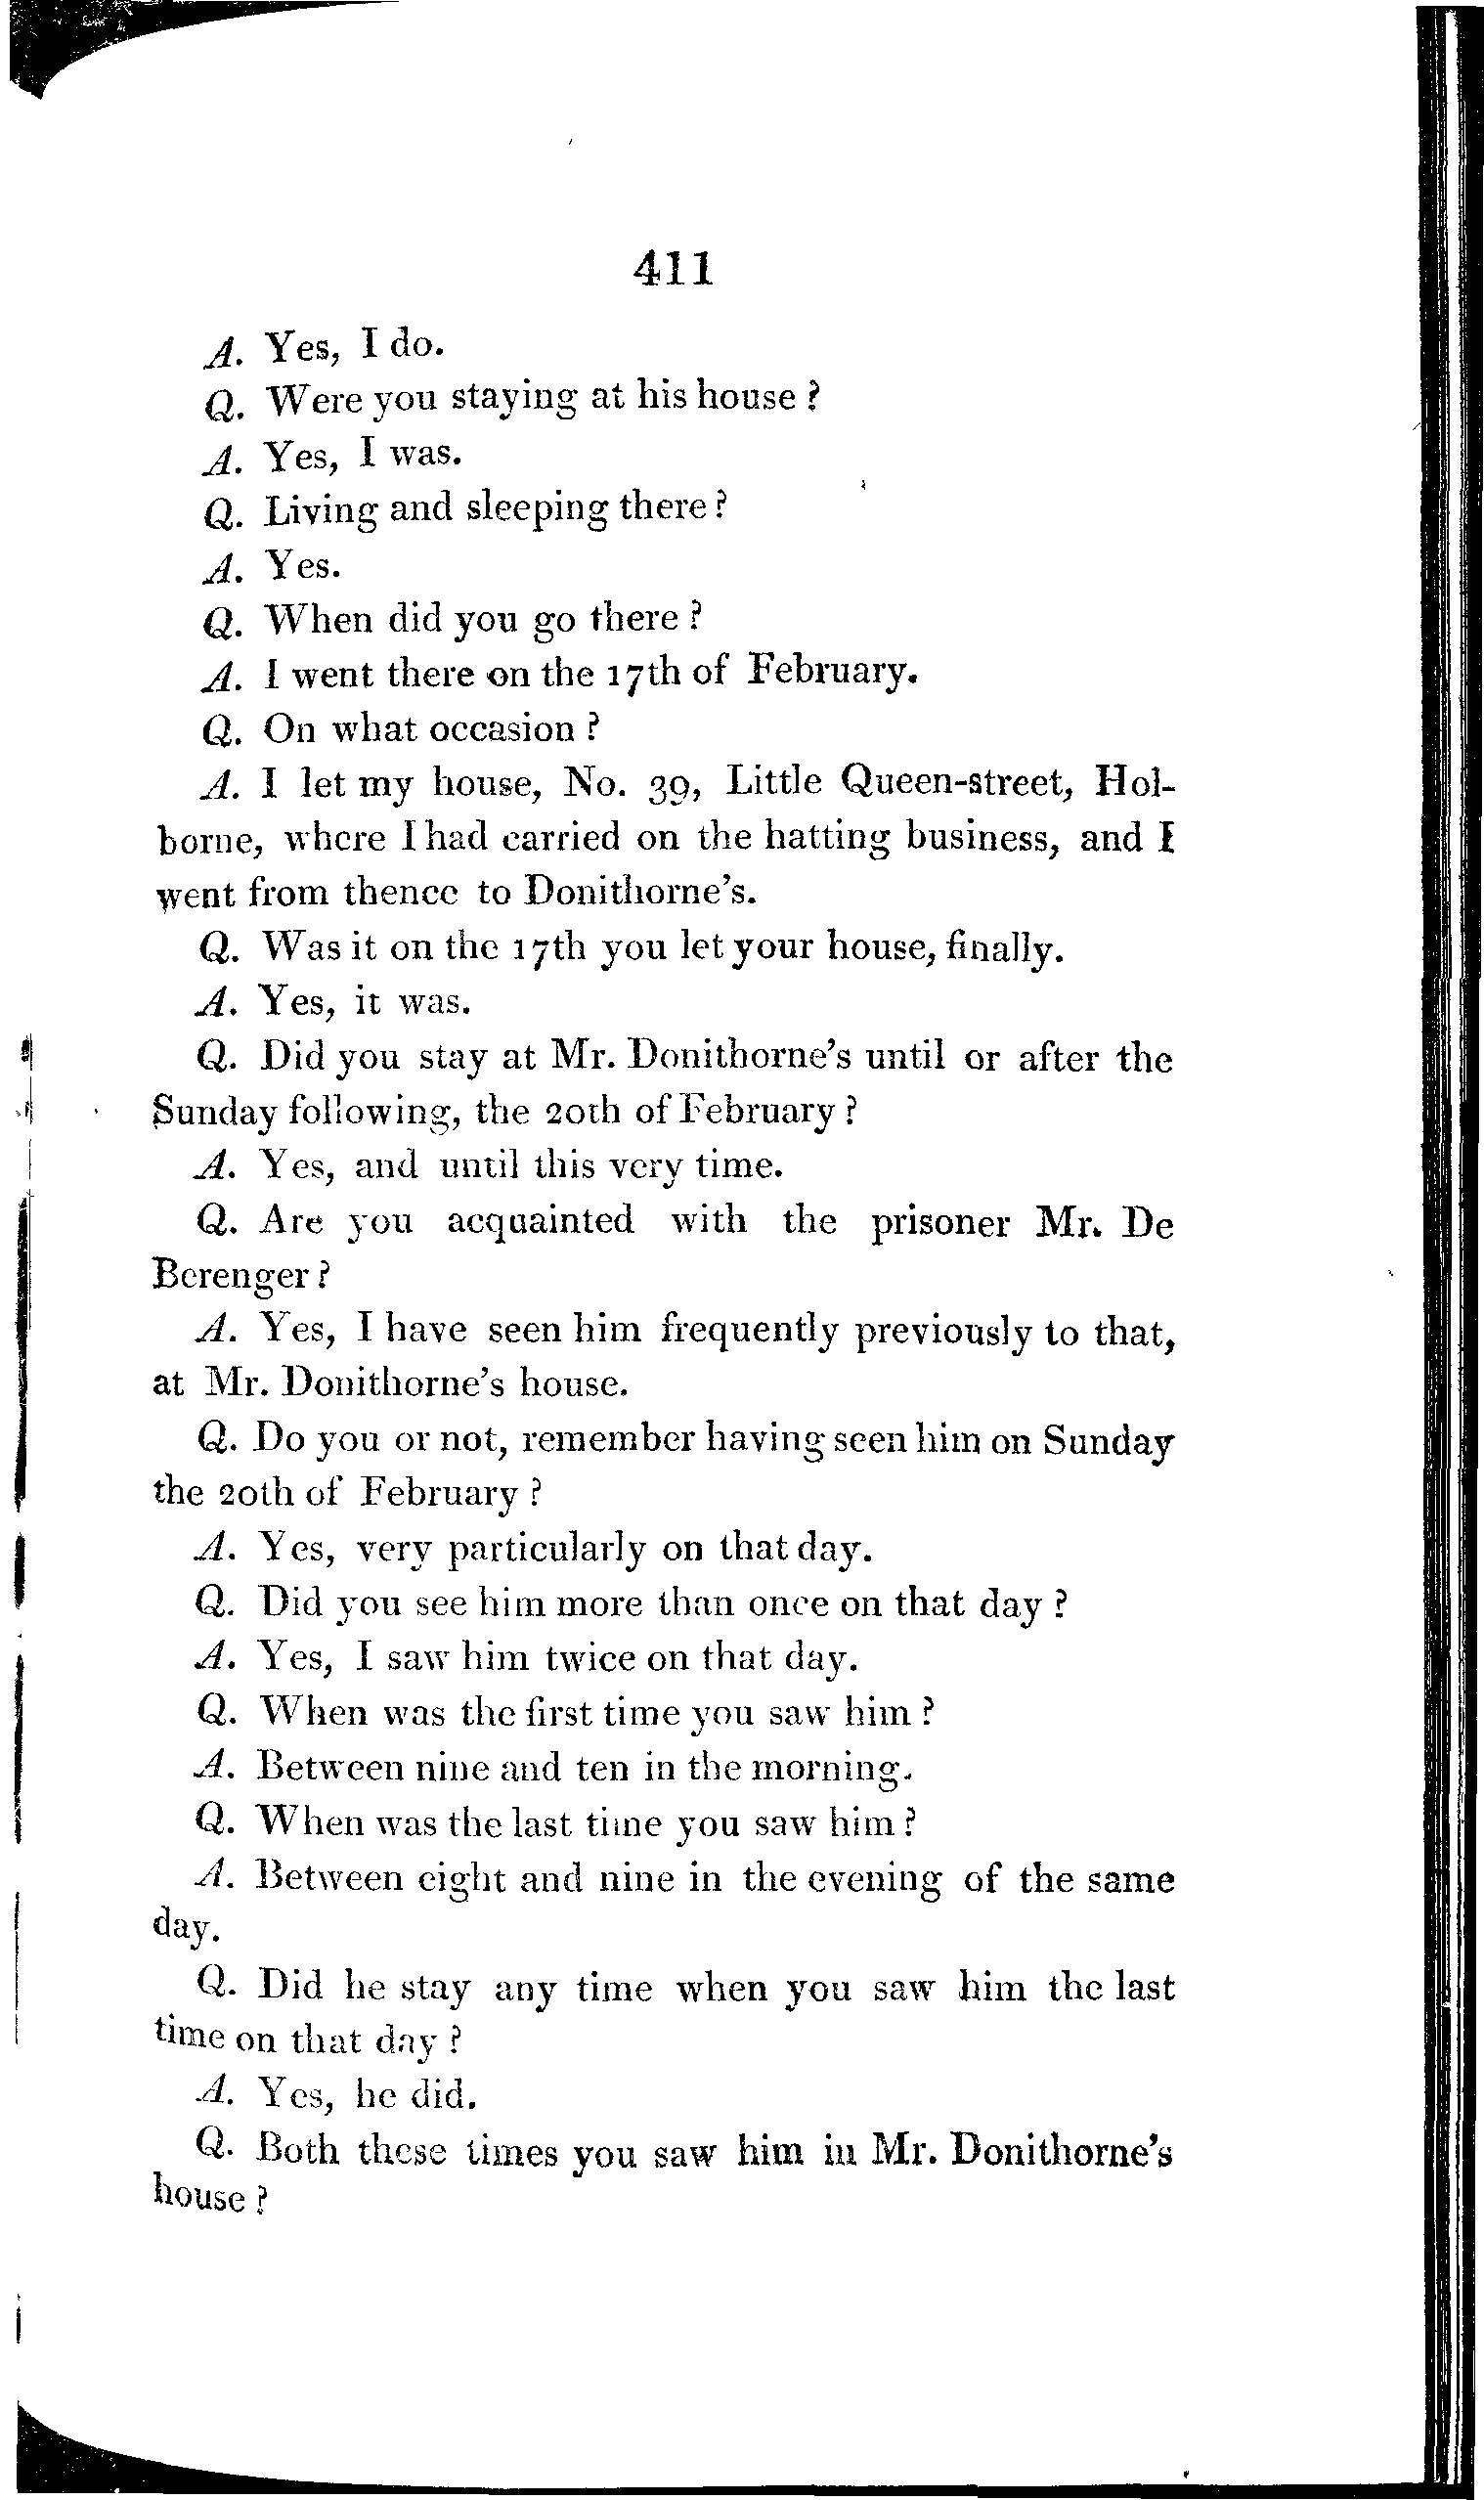 411
A. Yes, I do.
Q. Were you staying at his house?
A. Yes, I was.
Q. Living and sleeping there?
A. Yes.
Q. When did you go there?
A. I went there on the 17th of February.
Q. On what occasion?
A. I let my house, No. 39, Little Queen-street, Hol-
borne, where I had carried on the hatting business, and I
went from thence to Donithorne's.
Q. Was it on the 17th you let your house, finally.
A. Yes, it was.
Q. Did you stay at Mr. Donithorne's until or after the
Sunday following, the 20th of February?
A. Yes, and until this very time.
Q. Are you acquainted with the prisoner Mr. De
Berenger?
A. Yes, I have seen him frequently previously to that,
at Mr. Donithorne's house.
Q. Do you or not, remember having seen him on Sunday
the 20th of February?
A. Yes, very particularly on that day.
Q. Did you see him more than once on that day?
A. Yes, I saw him twice on that day.
Q. When was the first time you saw him?
A. Between nine and ten in the morning.
Q. When was the last time you saw him?
A. Between eight and nine in the evening of the same
day.
Q. Did he stay any time when you saw him the last
time on that day?
A. Yes, he did.
Q. Both these times you saw him in Mr. Donithorne's
house?